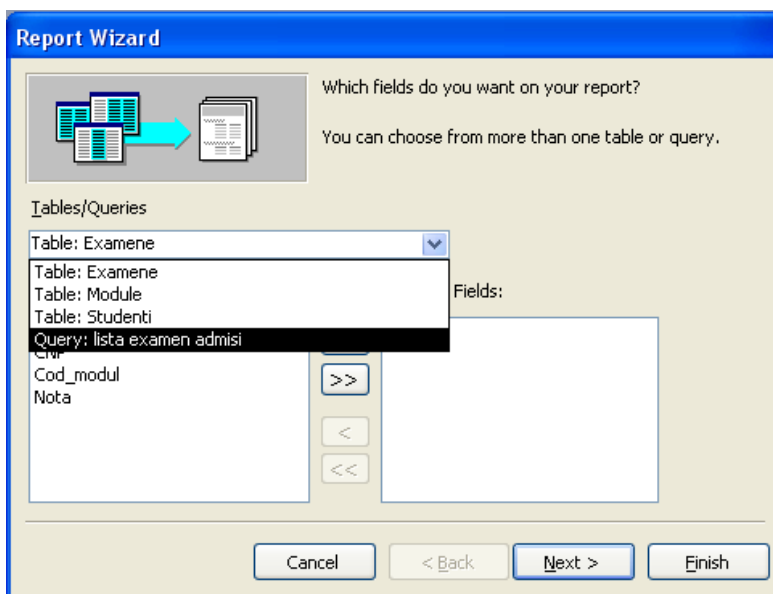 Report Wizard
Which fields do you want on your report?
You can choose from more than one table or query.
Tables/Queries
Table: Examene
Table: Examene
Table: Module
Table: Studenti
Fields:
Query: lista examen admisi
CNP
Cod_modul
>>
Nota
<
<<
Cancel
< Back
Next >
Finish